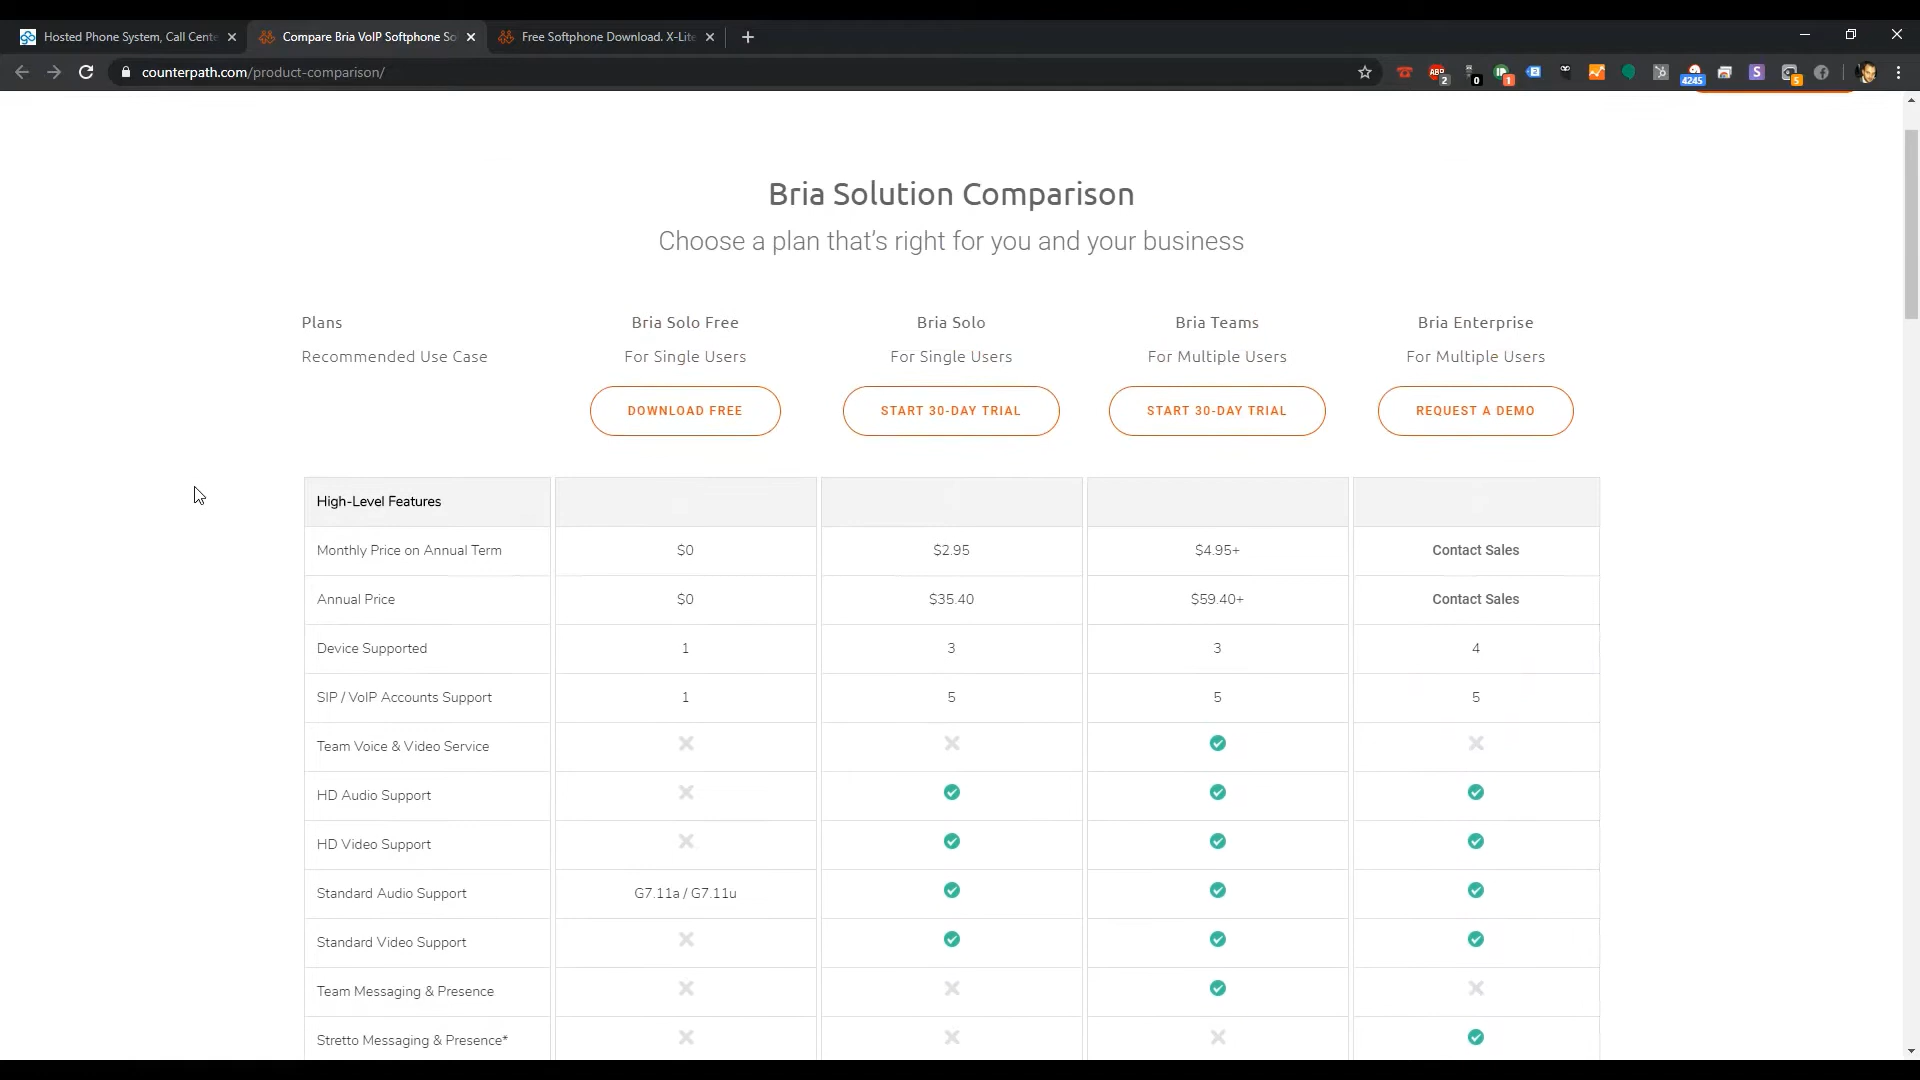 Hosted Phone System, Call Cente
Compare Bria VoIP Softphone So
Free Softphone Download. X-Lite
counterpath.com/product-comparison/
ABP
2
0
1
4245
S
5
Bria Solution Comparison
Choose a plan that's right for you and your business
Plans Bria Solo Free Bria Solo Bria Teams Bria Enterprise
Recommended Use Case For Single Users For Single Users For Multiple Users For Multiple Users
DOWNLOAD FREE START 30-DAY TRIAL START 30-DAY TRIAL REQUEST A DEMO
High-Level Features
Monthly Price on Annual Term $0 $2.95 $4.95+ Contact Sales
Annual Price $0 $35.40 $59.40+ Contact Sales
Device Supported 1 3 3 4
SIP / VoIP Accounts Support 1 5 5 5
Team Voice & Video Service
HD Audio Support
HD Video Support
Standard Audio Support G7.11a / G7.11u
Standard Video Support
Team Messaging & Presence
Stretto Messaging & Presence*